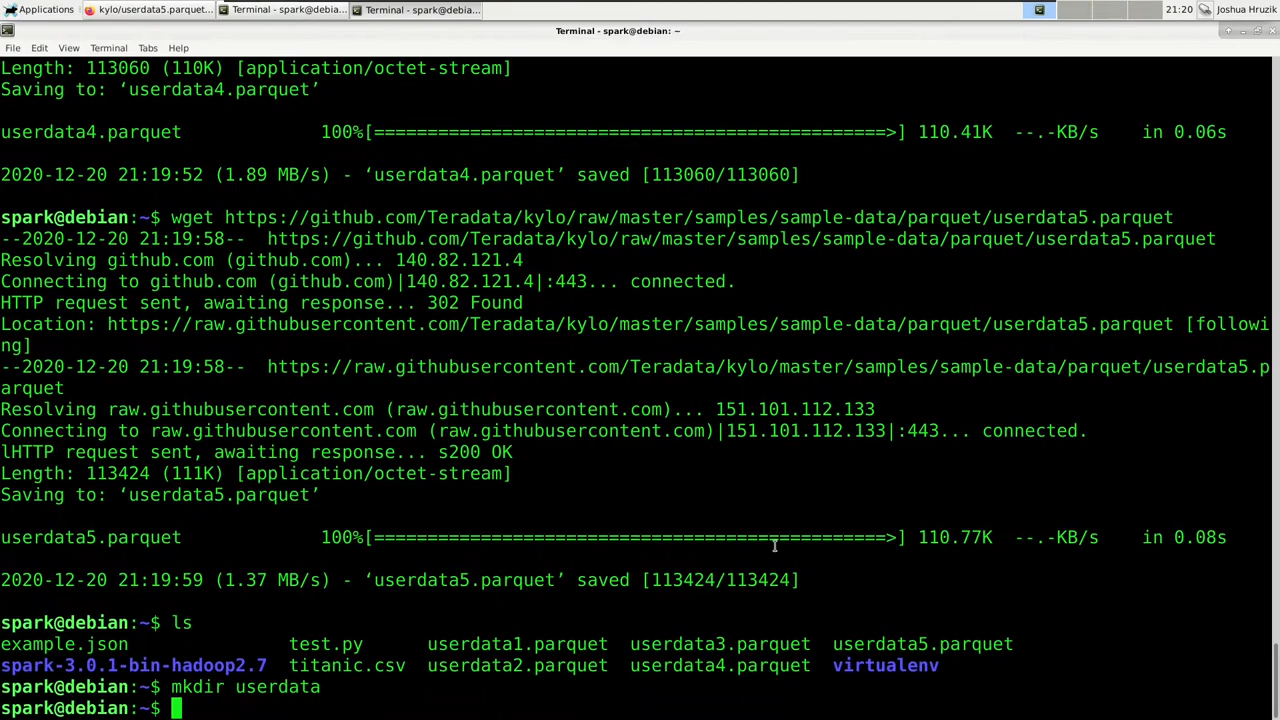 Applications kylo/userdata5.parquet... Terminal - spark@debia... Terminal - spark@debia... 21:20 Joshua Hruzik
Terminal - spark@debian: ~
File Edit View Terminal Tabs Help
Length: 113060 (110K) [application/octet-stream]
Saving to: ‘userdata4.parquet’
userdata4.parquet 100%[================================================>] 110.41K --.-KB/s in 0.06s
2020-12-20 21:19:52 (1.89 MB/s) - ‘userdata4.parquet’ saved [113060/113060]
spark@debian:~$ wget https://github.com/Teradata/kylo/raw/master/samples/sample-data/parquet/userdata5.parquet
--2020-12-20 21:19:58-- https://github.com/Teradata/kylo/raw/master/samples/sample-data/parquet/userdata5.parquet
Resolving github.com (github.com)... 140.82.121.4
Connecting to github.com (github.com)|140.82.121.4|:443... connected.
HTTP request sent, awaiting response... 302 Found
Location: https://raw.githubusercontent.com/Teradata/kylo/master/samples/sample-data/parquet/userdata5.parquet [followi
ng]
--2020-12-20 21:19:58-- https://raw.githubusercontent.com/Teradata/kylo/master/samples/sample-data/parquet/userdata5.p
arquet
Resolving raw.githubusercontent.com (raw.githubusercontent.com)... 151.101.112.133
Connecting to raw.githubusercontent.com (raw.githubusercontent.com)|151.101.112.133|:443... connected.
lHTTP request sent, awaiting response... s200 OK
Length: 113424 (111K) [application/octet-stream]
Saving to: ‘userdata5.parquet’
userdata5.parquet 100%[================================================>] 110.77K --.-KB/s in 0.08s
2020-12-20 21:19:59 (1.37 MB/s) - ‘userdata5.parquet’ saved [113424/113424]
spark@debian:~$ ls
example.json test.py userdata1.parquet userdata3.parquet userdata5.parquet
spark-3.0.1-bin-hadoop2.7 titanic.csv userdata2.parquet userdata4.parquet virtualenv
spark@debian:~$ mkdir userdata
spark@debian:~$